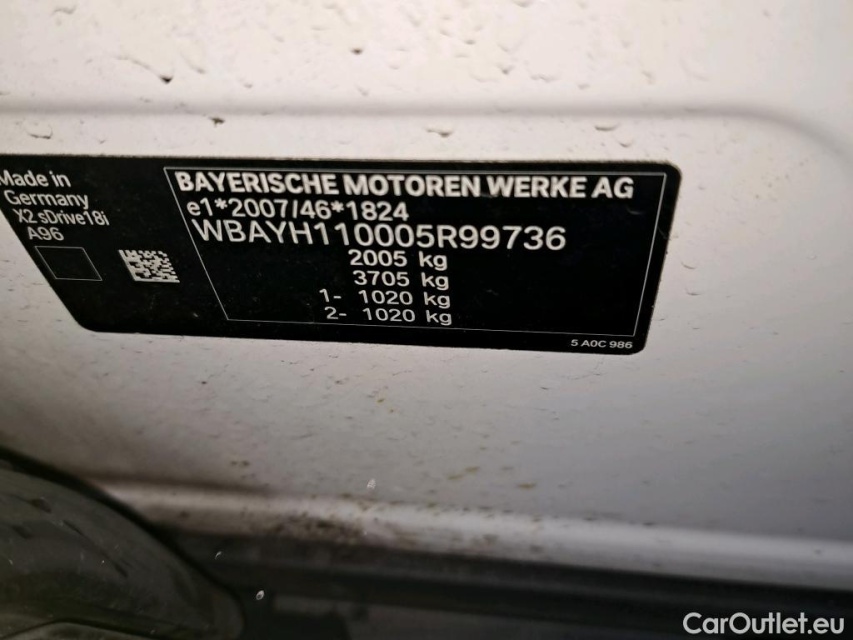 Made in
Germany
X2 sDrive18i
A96
BAYERISCHE MOTOREN WERKE AG
e1*2007/46*1824
WBAYH110005R99736
2005 kg
3705 kg
1- 1020 kg
2- 1020 kg
5 A0C 986
CarOutlet.eu